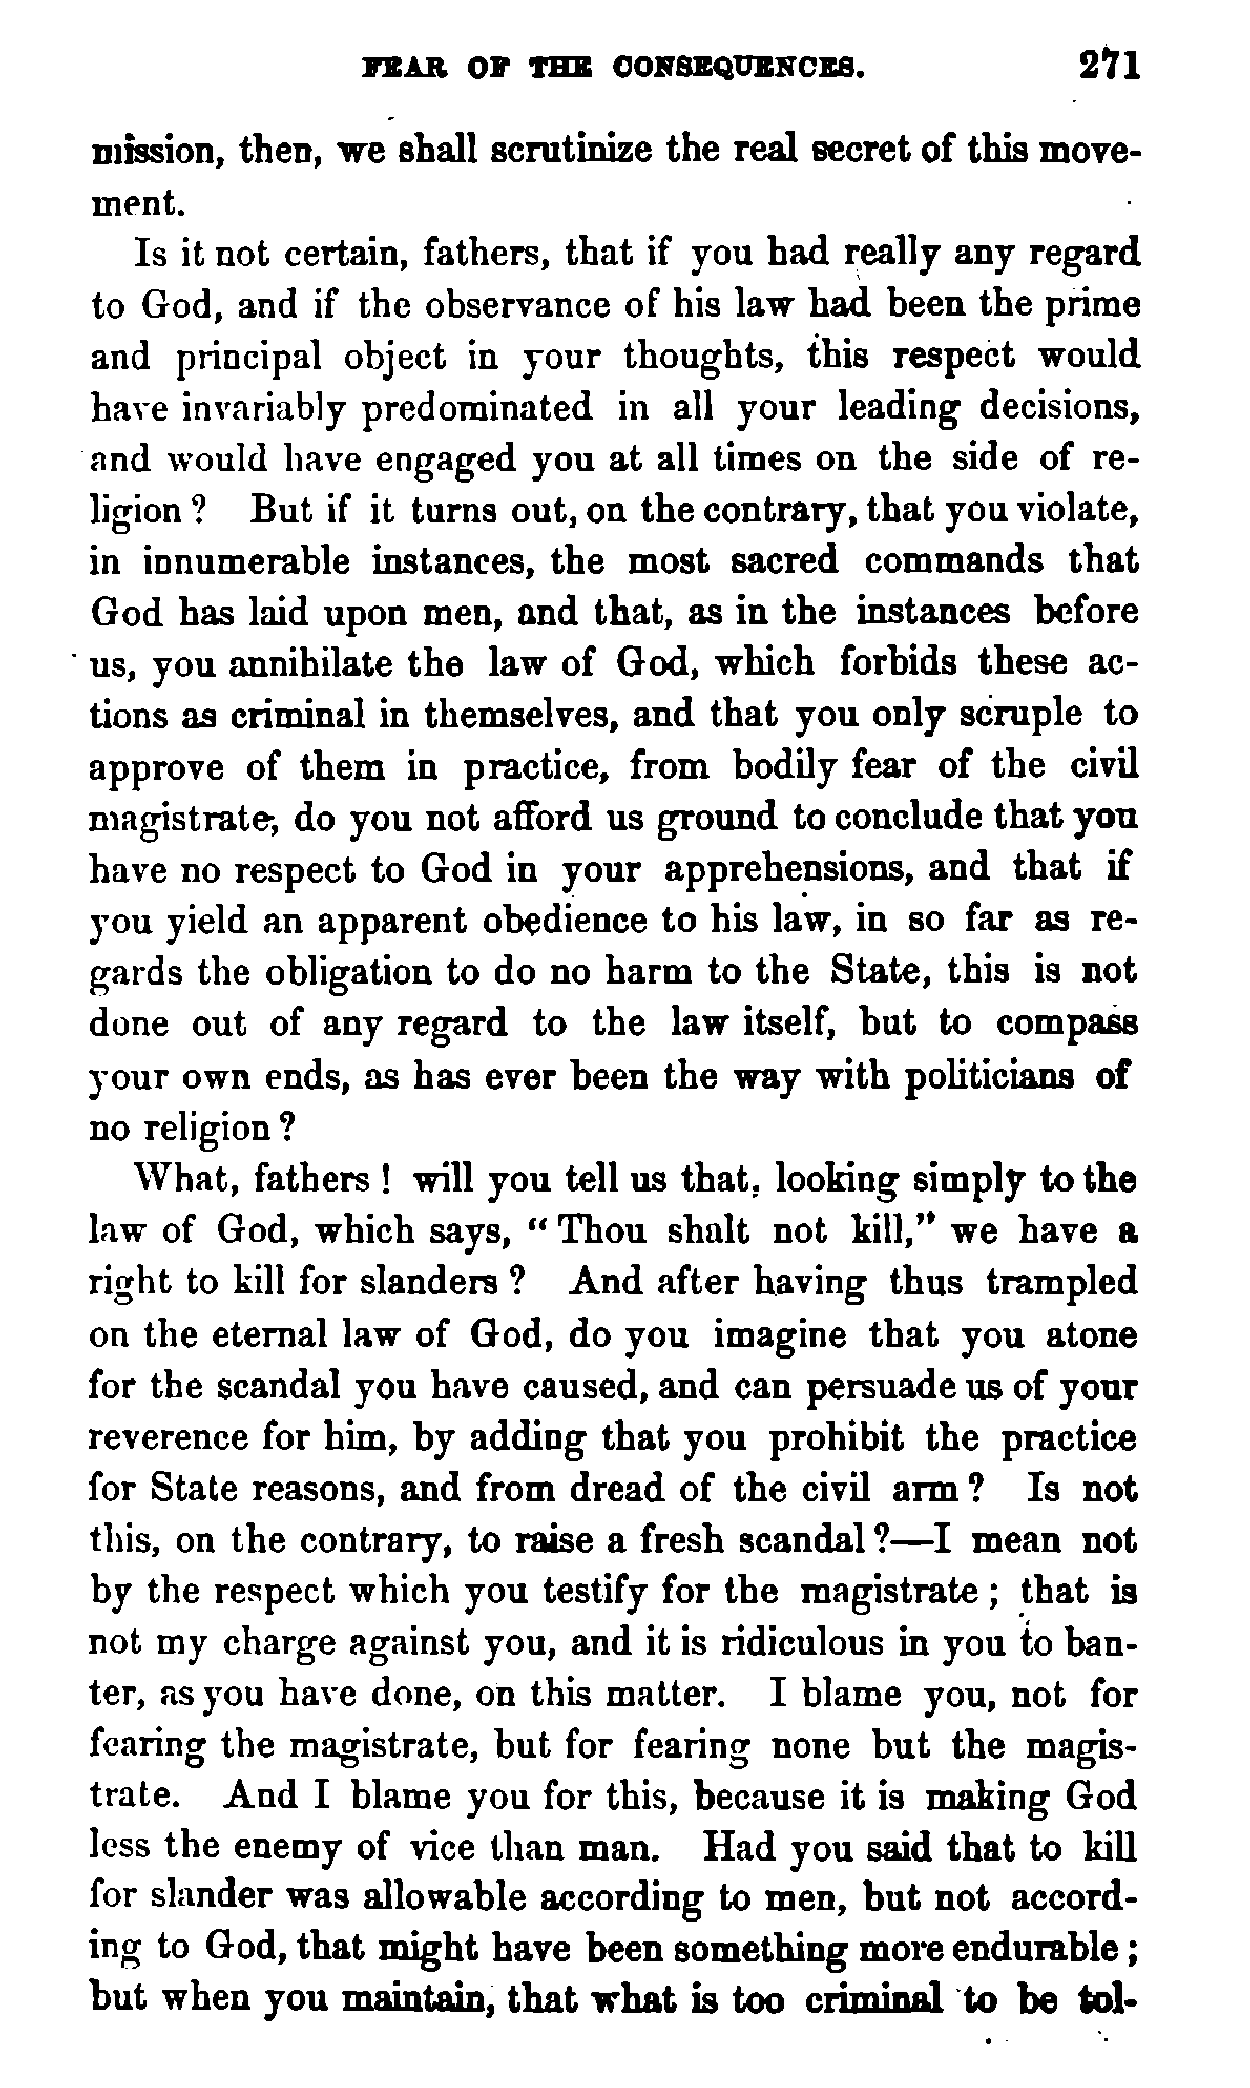 FEAR OF THE CONSEQUENCES. 271
mission, then, we shall scrutinize the real secret of this move-
ment.
Is it not certain, fathers, that if you had really any regard
to God, and if the observance of his law had been the prime
and principal object in your thoughts, this respect would
have invariably predominated in all your leading decisions,
and would have engaged you at all times on the side of re-
ligion ? But if it turns out, on the contrary, that you violate,
in innumerable instances, the most sacred commands that
God has laid upon men, and that, as in the instances before
us, you annihilate the law of God, which forbids these ac-
tions as criminal in themselves, and that you only scruple to
approve of them in practice, from bodily fear of the civil
magistrate, do you not afford us ground to conclude that you
have no respect to God in your apprehensions, and that if
you yield an apparent obedience to his law, in so far as re-
gards the obligation to do no harm to the State, this is not
done out of any regard to the law itself, but to compass
your own ends, as has ever been the way with politicians of
no religion ?
What, fathers ! will you tell us that, looking simply to the
law of God, which says, “ Thou shalt not kill,” we have a
right to kill for slanders ? And after having thus trampled
on the eternal law of God, do you imagine that you atone
for the scandal you have caused, and can persuade us of your
reverence for him, by adding that you prohibit the practice
for State reasons, and from dread of the civil arm ? Is not
this, on the contrary, to raise a fresh scandal ?—I mean not
by the respect which you testify for the magistrate ; that is
not my charge against you, and it is ridiculous in you to ban-
ter, as you have done, on this matter. I blame you, not for
fearing the magistrate, but for fearing none but the magis-
trate. And I blame you for this, because it is making God
less the enemy of vice than man. Had you said that to kill
for slander was allowable according to men, but not accord-
ing to God, that might have been something more endurable ;
but when you maintain, that what is too criminal to be tol-